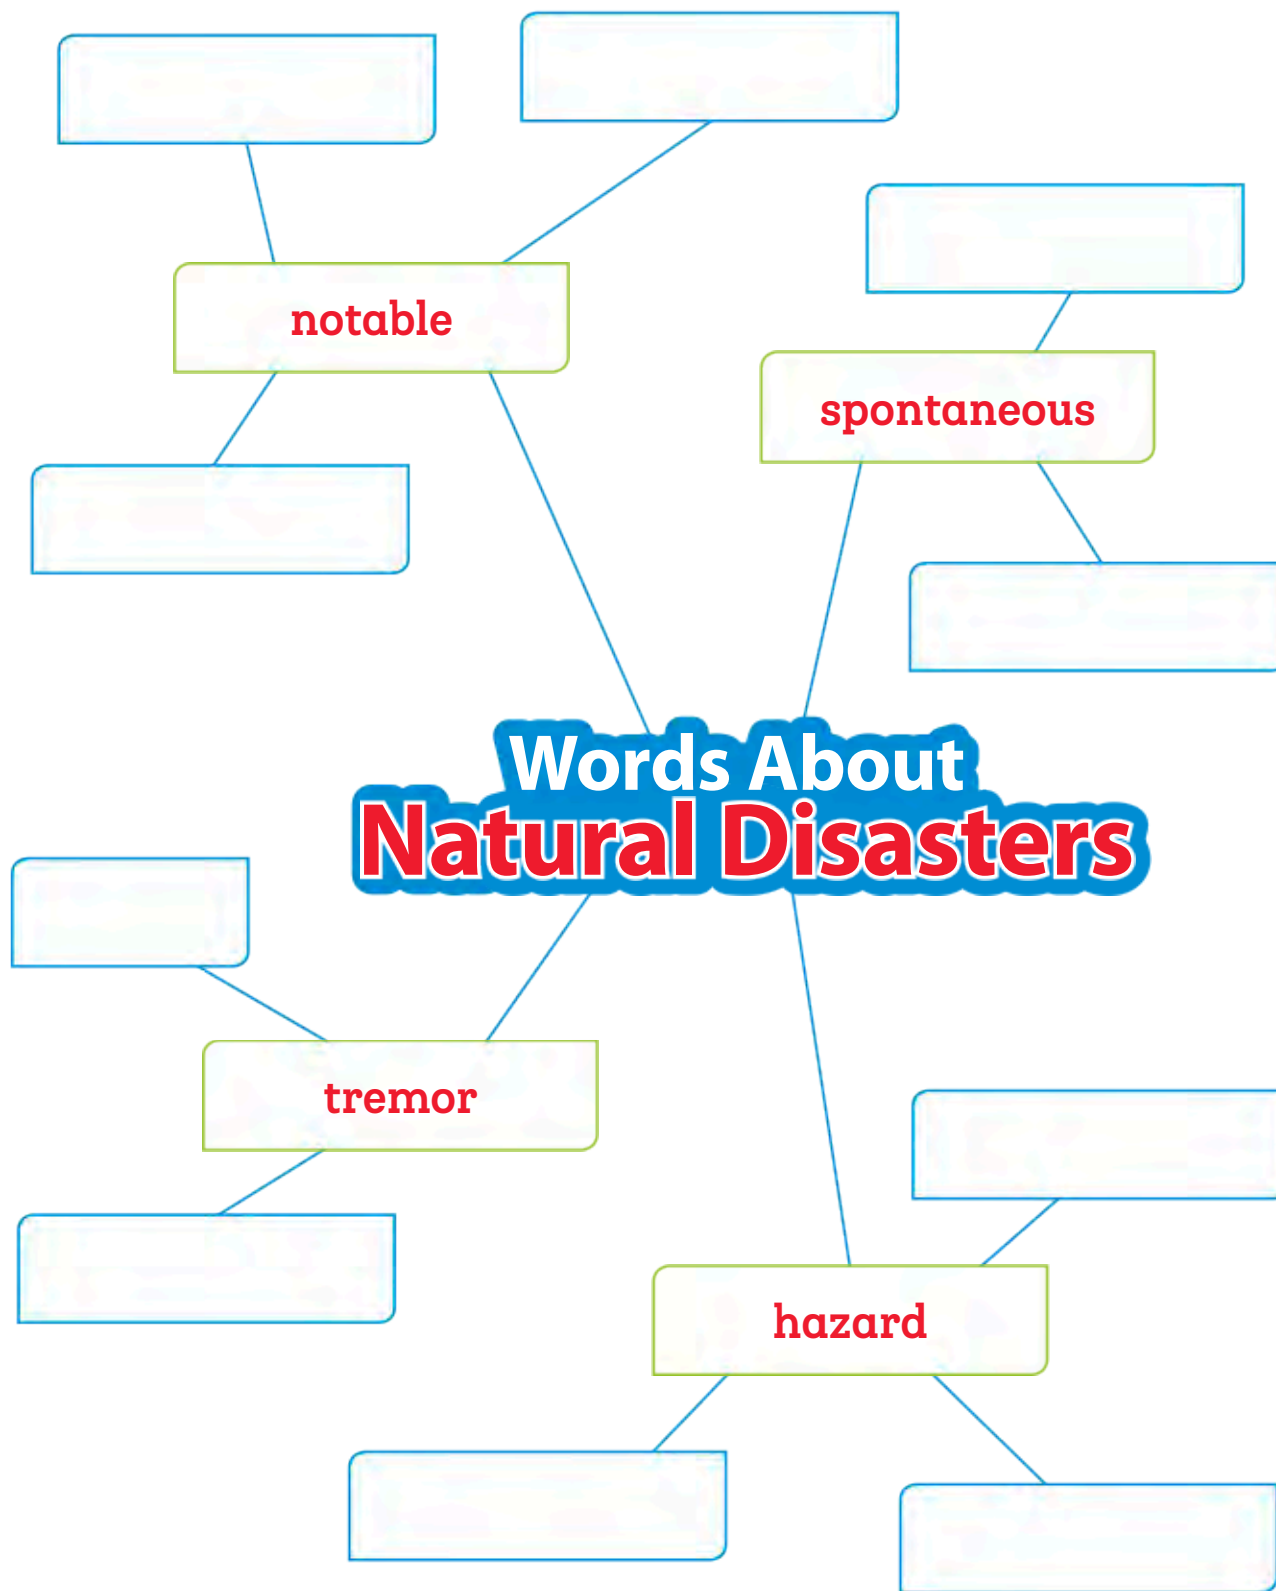 notable
spontaneous
Words About
Natural Disasters
tremor
hazard